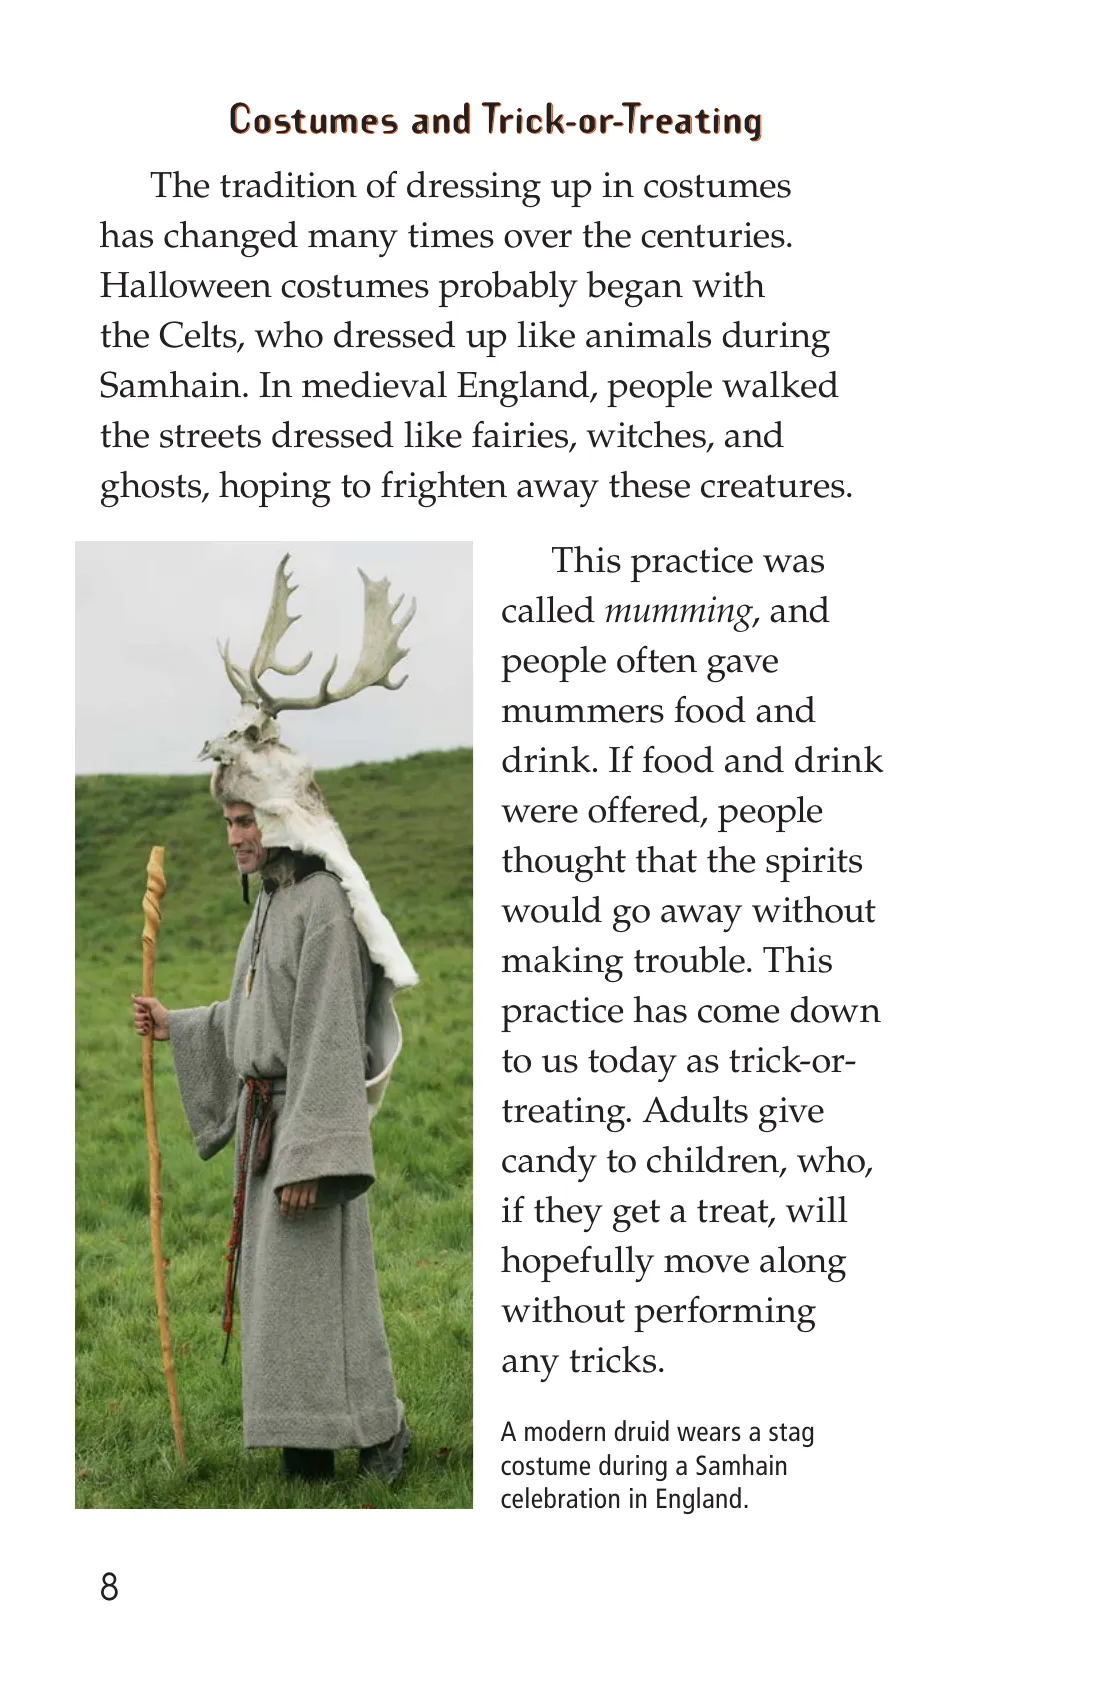 Costumes and Trick-or-Treating
The tradition of dressing up in costumes
has changed many times over the centuries.
Halloween costumes probably began with
the Celts, who dressed up like animals during
Samhain. In medieval England, people walked
the streets dressed like fairies, witches, and
ghosts, hoping to frighten away these creatures.
This practice was
called mumming, and
people often gave
mummers food and
drink. If food and drink
were offered, people
thought that the spirits
would go away without
making trouble. This
practice has come down
to us today as trick-or-
treating. Adults give
candy to children, who,
if they get a treat, will
hopefully move along
without performing
any tricks.
A modern druid wears a stag
costume during a Samhain
celebration in England.
8